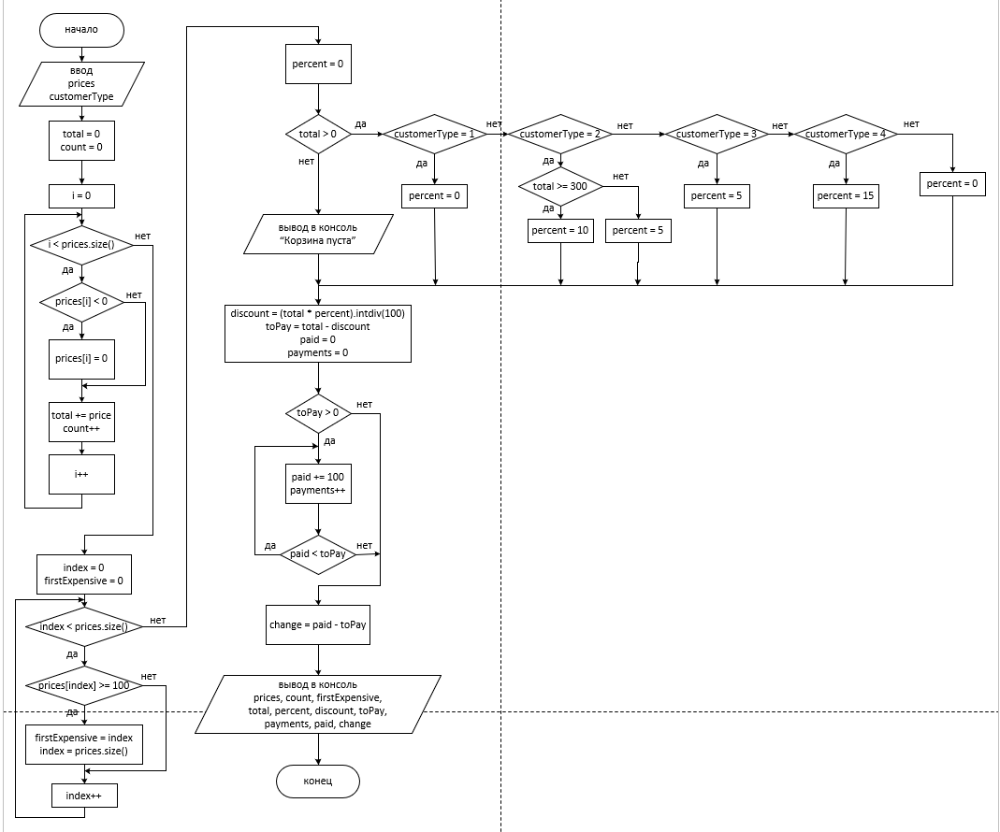 начало
ввод
prices
customerType
total = 0
count = 0
i = 0
i < prices.size()
нет
да
prices[i] < 0
нет
да
prices[i] = 0
total += price
count++
i++
index = 0
firstExpensive = 0
index < prices.size()
нет
да
prices[index] >= 100
нет
да
firstExpensive = index
index = prices.size()
index++
percent = 0
total > 0
да
нет
customerType = 1
нет
да
percent = 0
customerType = 2
нет
да
total >= 300
нет
да
percent = 10
percent = 5
customerType = 3
нет
да
percent = 5
customerType = 4
нет
да
percent = 15
percent = 0
вывод в консоль
“Корзина пуста”
discount = (total * percent).intdiv(100)
toPay = total - discount
paid = 0
payments = 0
toPay > 0
нет
да
paid += 100
payments++
paid < toPay
да
нет
change = paid - toPay
вывод в консоль
prices, count, firstExpensive,
total, percent, discount, toPay,
payments, paid, change
конец